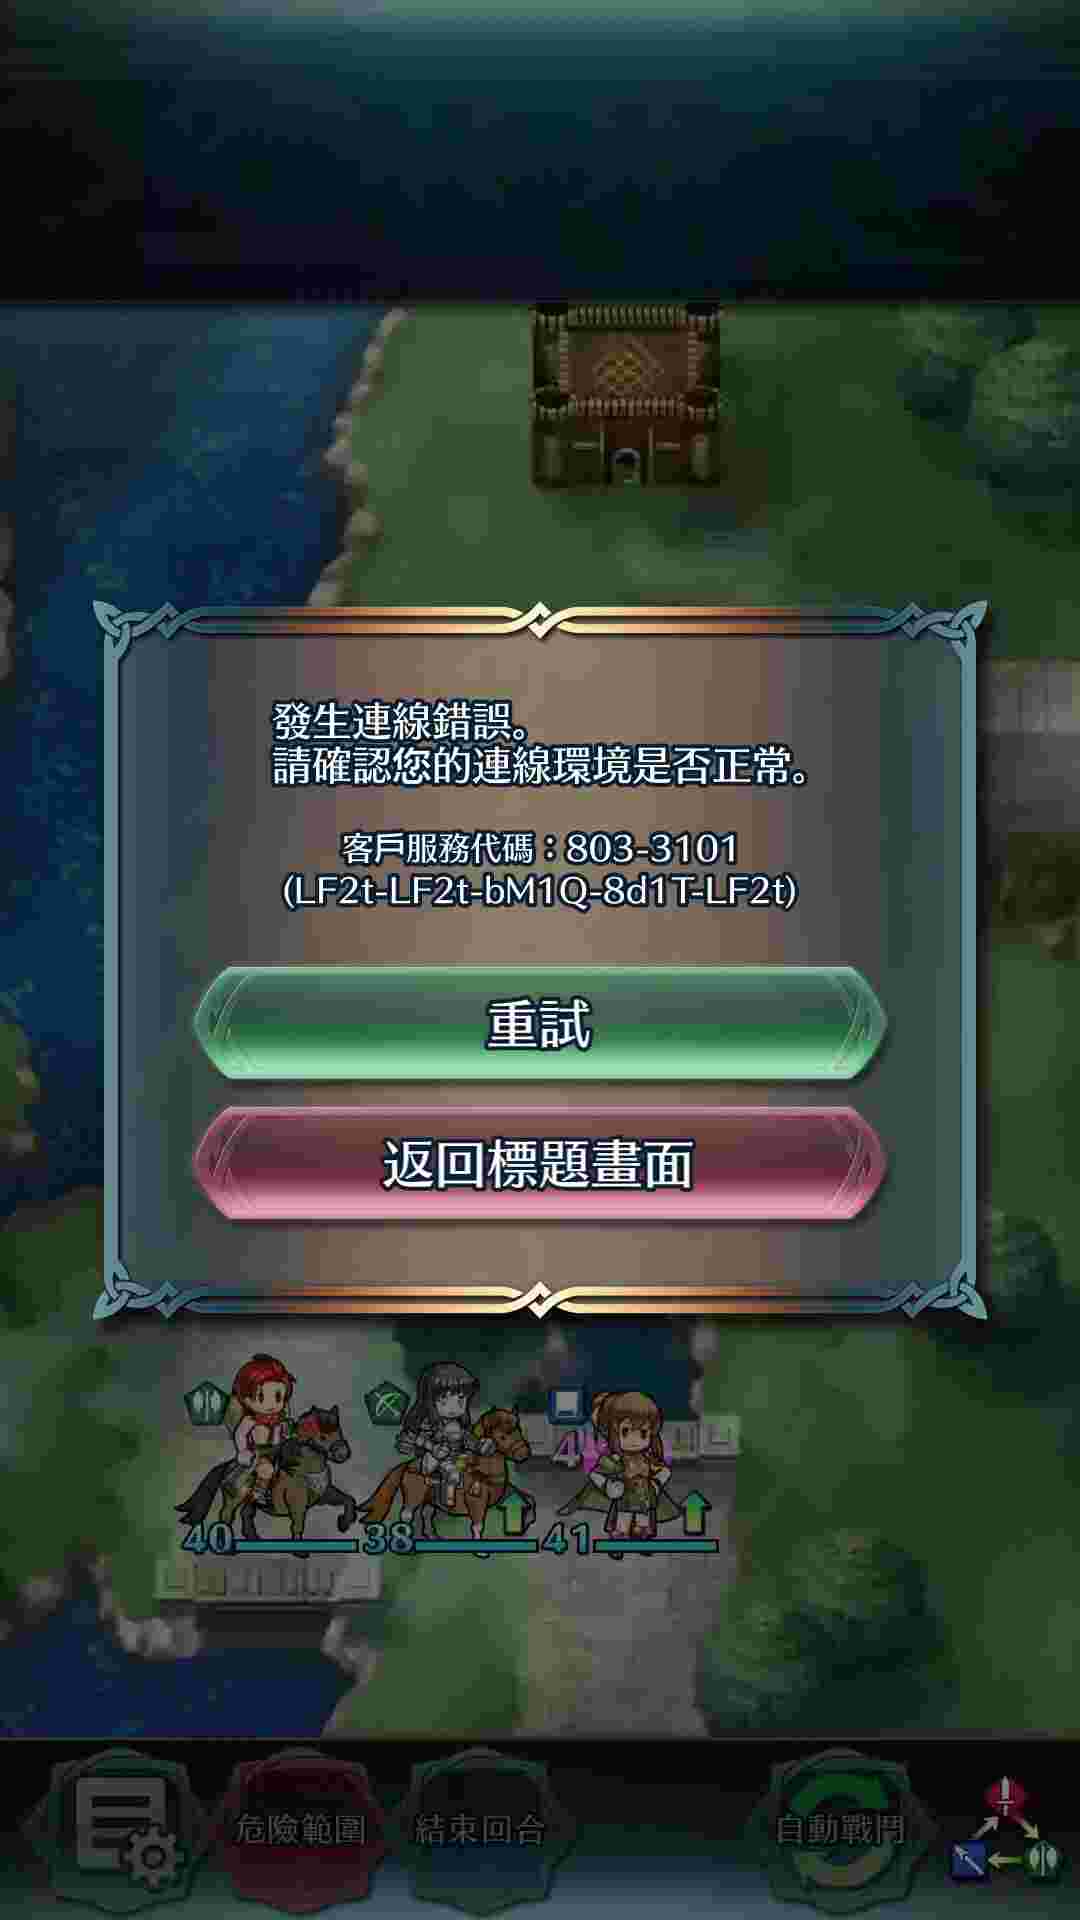 發生連線錯誤。
請確認您的連線環境是否正常。
客戶服務代碼：803-3101
(LF2t-LF2t-bM1Q-8d1T-LF2t)
重試
返回標題畫面
4
40
38
41
危險範圍
結束回合
自動戰鬥